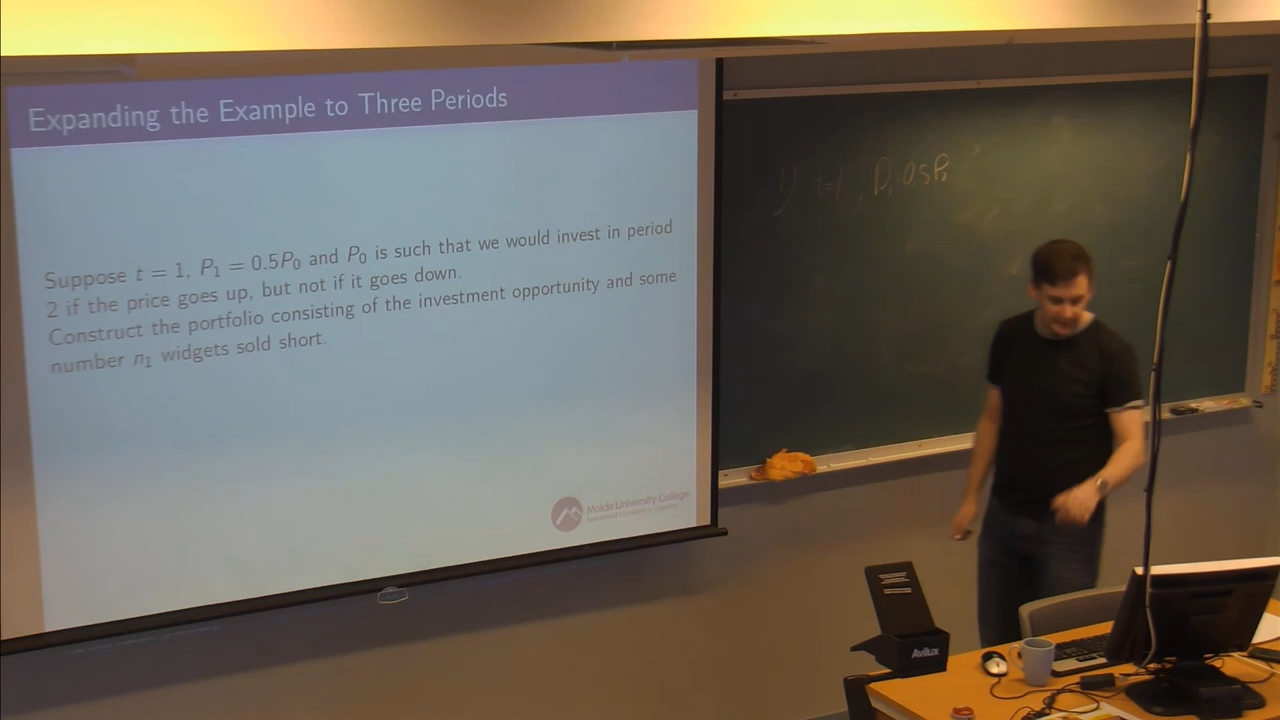 Expanding the Example to Three Periods
Suppose t = 1, P₁ = 0.5P₀ and P₀ is such that we would invest in period
2 if the price goes up, but not if it goes down.
Construct the portfolio consisting of the investment opportunity and some
number n₁ widgets sold short.
Molde University College
t=1, P₁=0.5P₀
Avilux